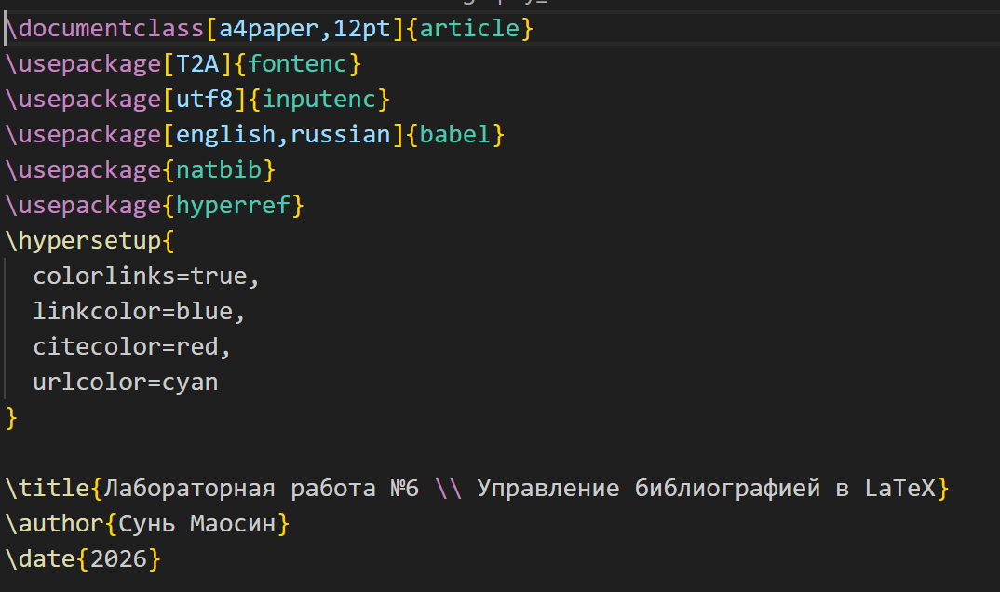 \documentclass[a4paper,12pt]{article}
\usepackage[T2A]{fontenc}
\usepackage[utf8]{inputenc}
\usepackage[english,russian]{babel}
\usepackage{natbib}
\usepackage{hyperref}
\hypersetup{
  colorlinks=true,
  linkcolor=blue,
  citecolor=red,
  urlcolor=cyan
}
\title{Лабораторная работа №6 \\ Управление библиографией в LaTeX}
\author{Сунь Маосин}
\date{2026}